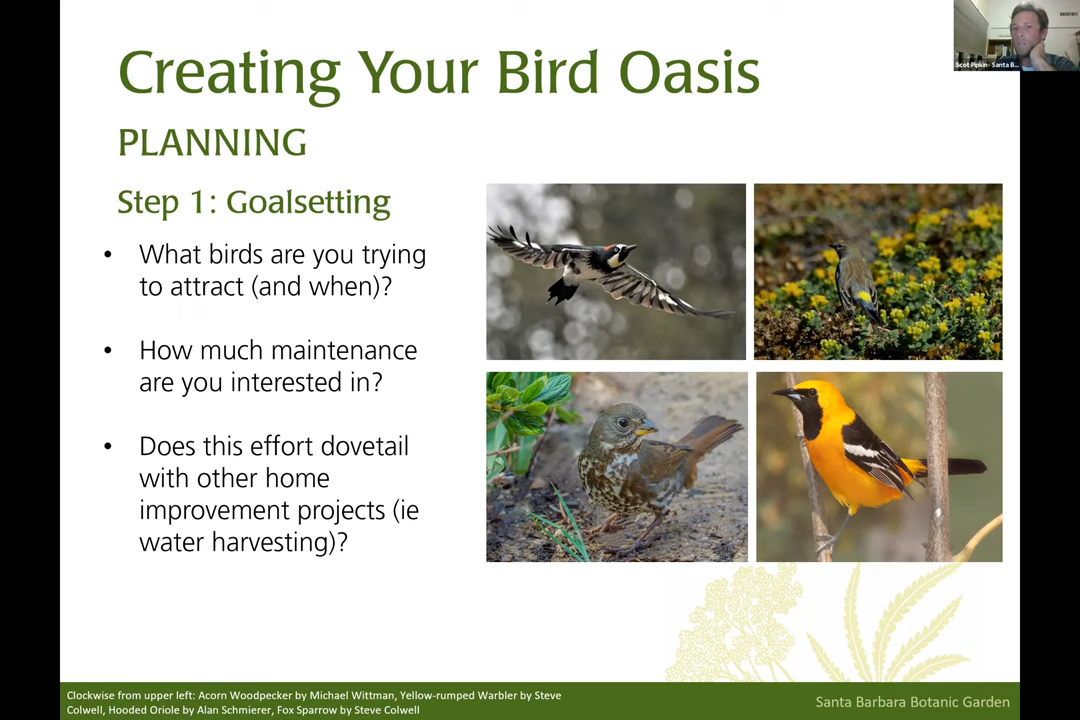 Creating Your Bird Oasis
PLANNING
Step 1: Goalsetting
• What birds are you trying
to attract (and when)?
• How much maintenance
are you interested in?
• Does this effort dovetail
with other home
improvement projects (ie
water harvesting)?
Clockwise from upper left: Acorn Woodpecker by Michael Wittman, Yellow-rumped Warbler by Steve
Colwell, Hooded Oriole by Alan Schmierer, Fox Sparrow by Steve Colwell
Santa Barbara Botanic Garden
Scot Pipkin- Santa B...